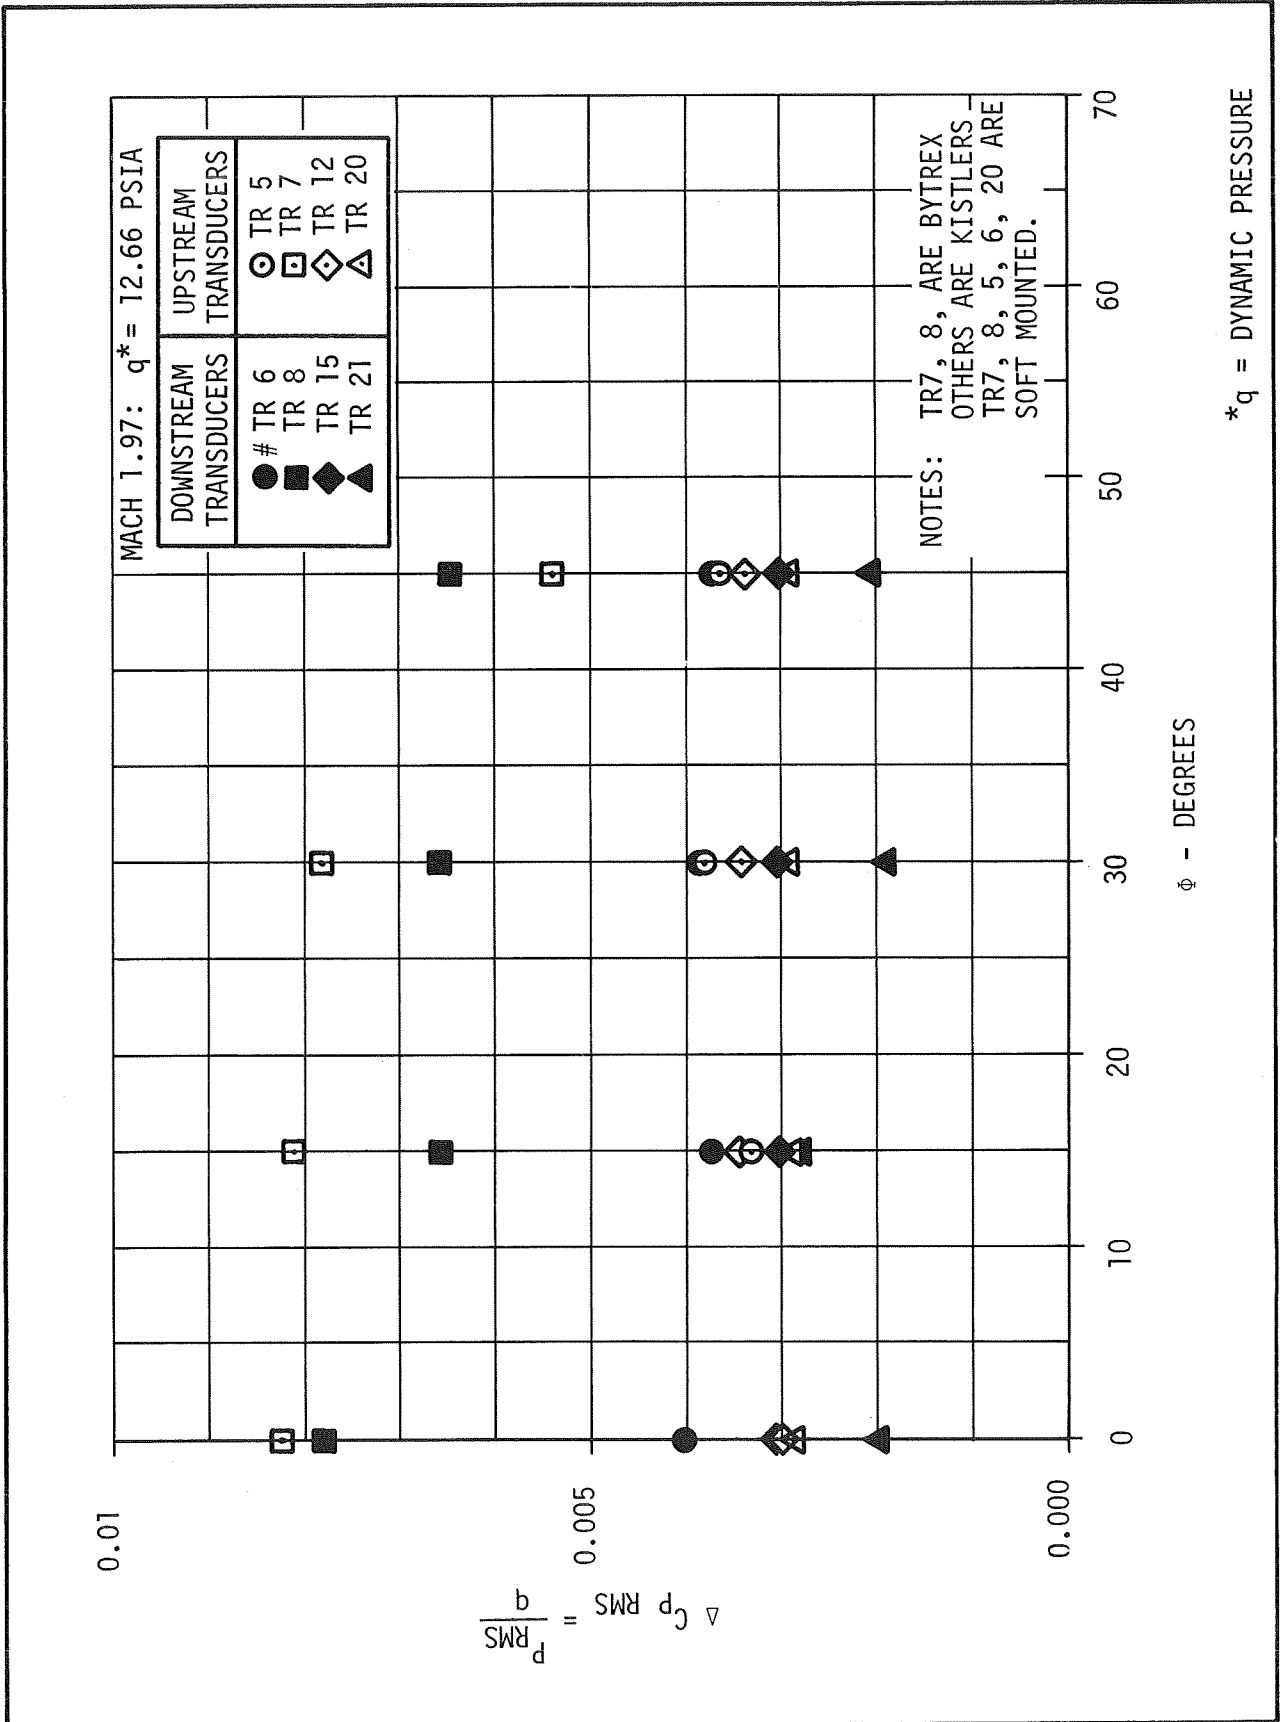 MACH 1.97: q* = 12.66 PSIA
DOWNSTREAM
TRANSDUCERS
UPSTREAM
TRANSDUCERS
# TR 6
TR 8
TR 15
TR 21
TR 5
TR 7
TR 12
TR 20
NOTES: TR7, 8, ARE BYTREX
OTHERS ARE KISTLERS
TR7, 8, 5, 6, 20 ARE
SOFT MOUNTED.
0.01
0.005
0.000
Δ Cp RMS = PRMS / q
0 10 20 30 40 50 60 70
Φ - DEGREES
*q = DYNAMIC PRESSURE